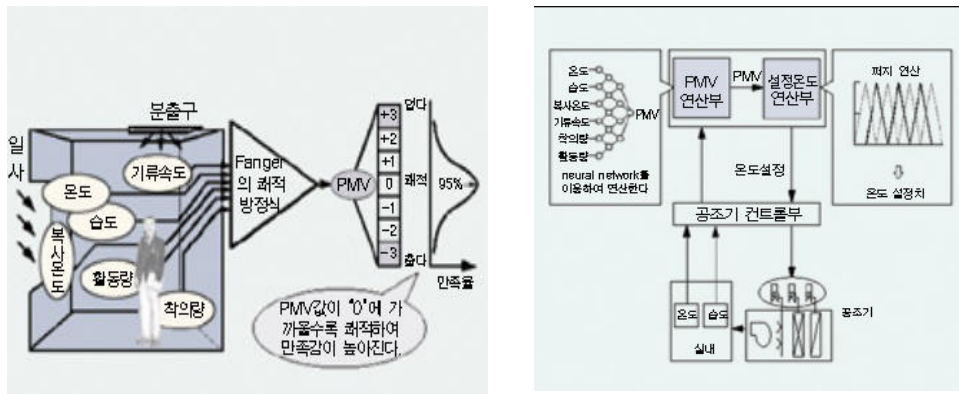 분출구
일
사
기류속도
온도
습도
복
사
온
도
활동량
착의량
Fanger
의 쾌적
방정식
PMV
+3
+2
+1
0
-1
-2
-3
덥다
쾌적
춥다
95%
만족률
PMV값이 "0"에 가
까울수록 쾌적하여
만족감이 높아진다.
온도
습도
복사온도
기류속도
착의량
활동량
PMV
neural network를
이용하여 연산한다
PMV
연산부
PMV
설정온도
연산부
퍼지 연산
온도 설정치
온도설정
공조기 컨트롤부
온도
습도
실내
공조기